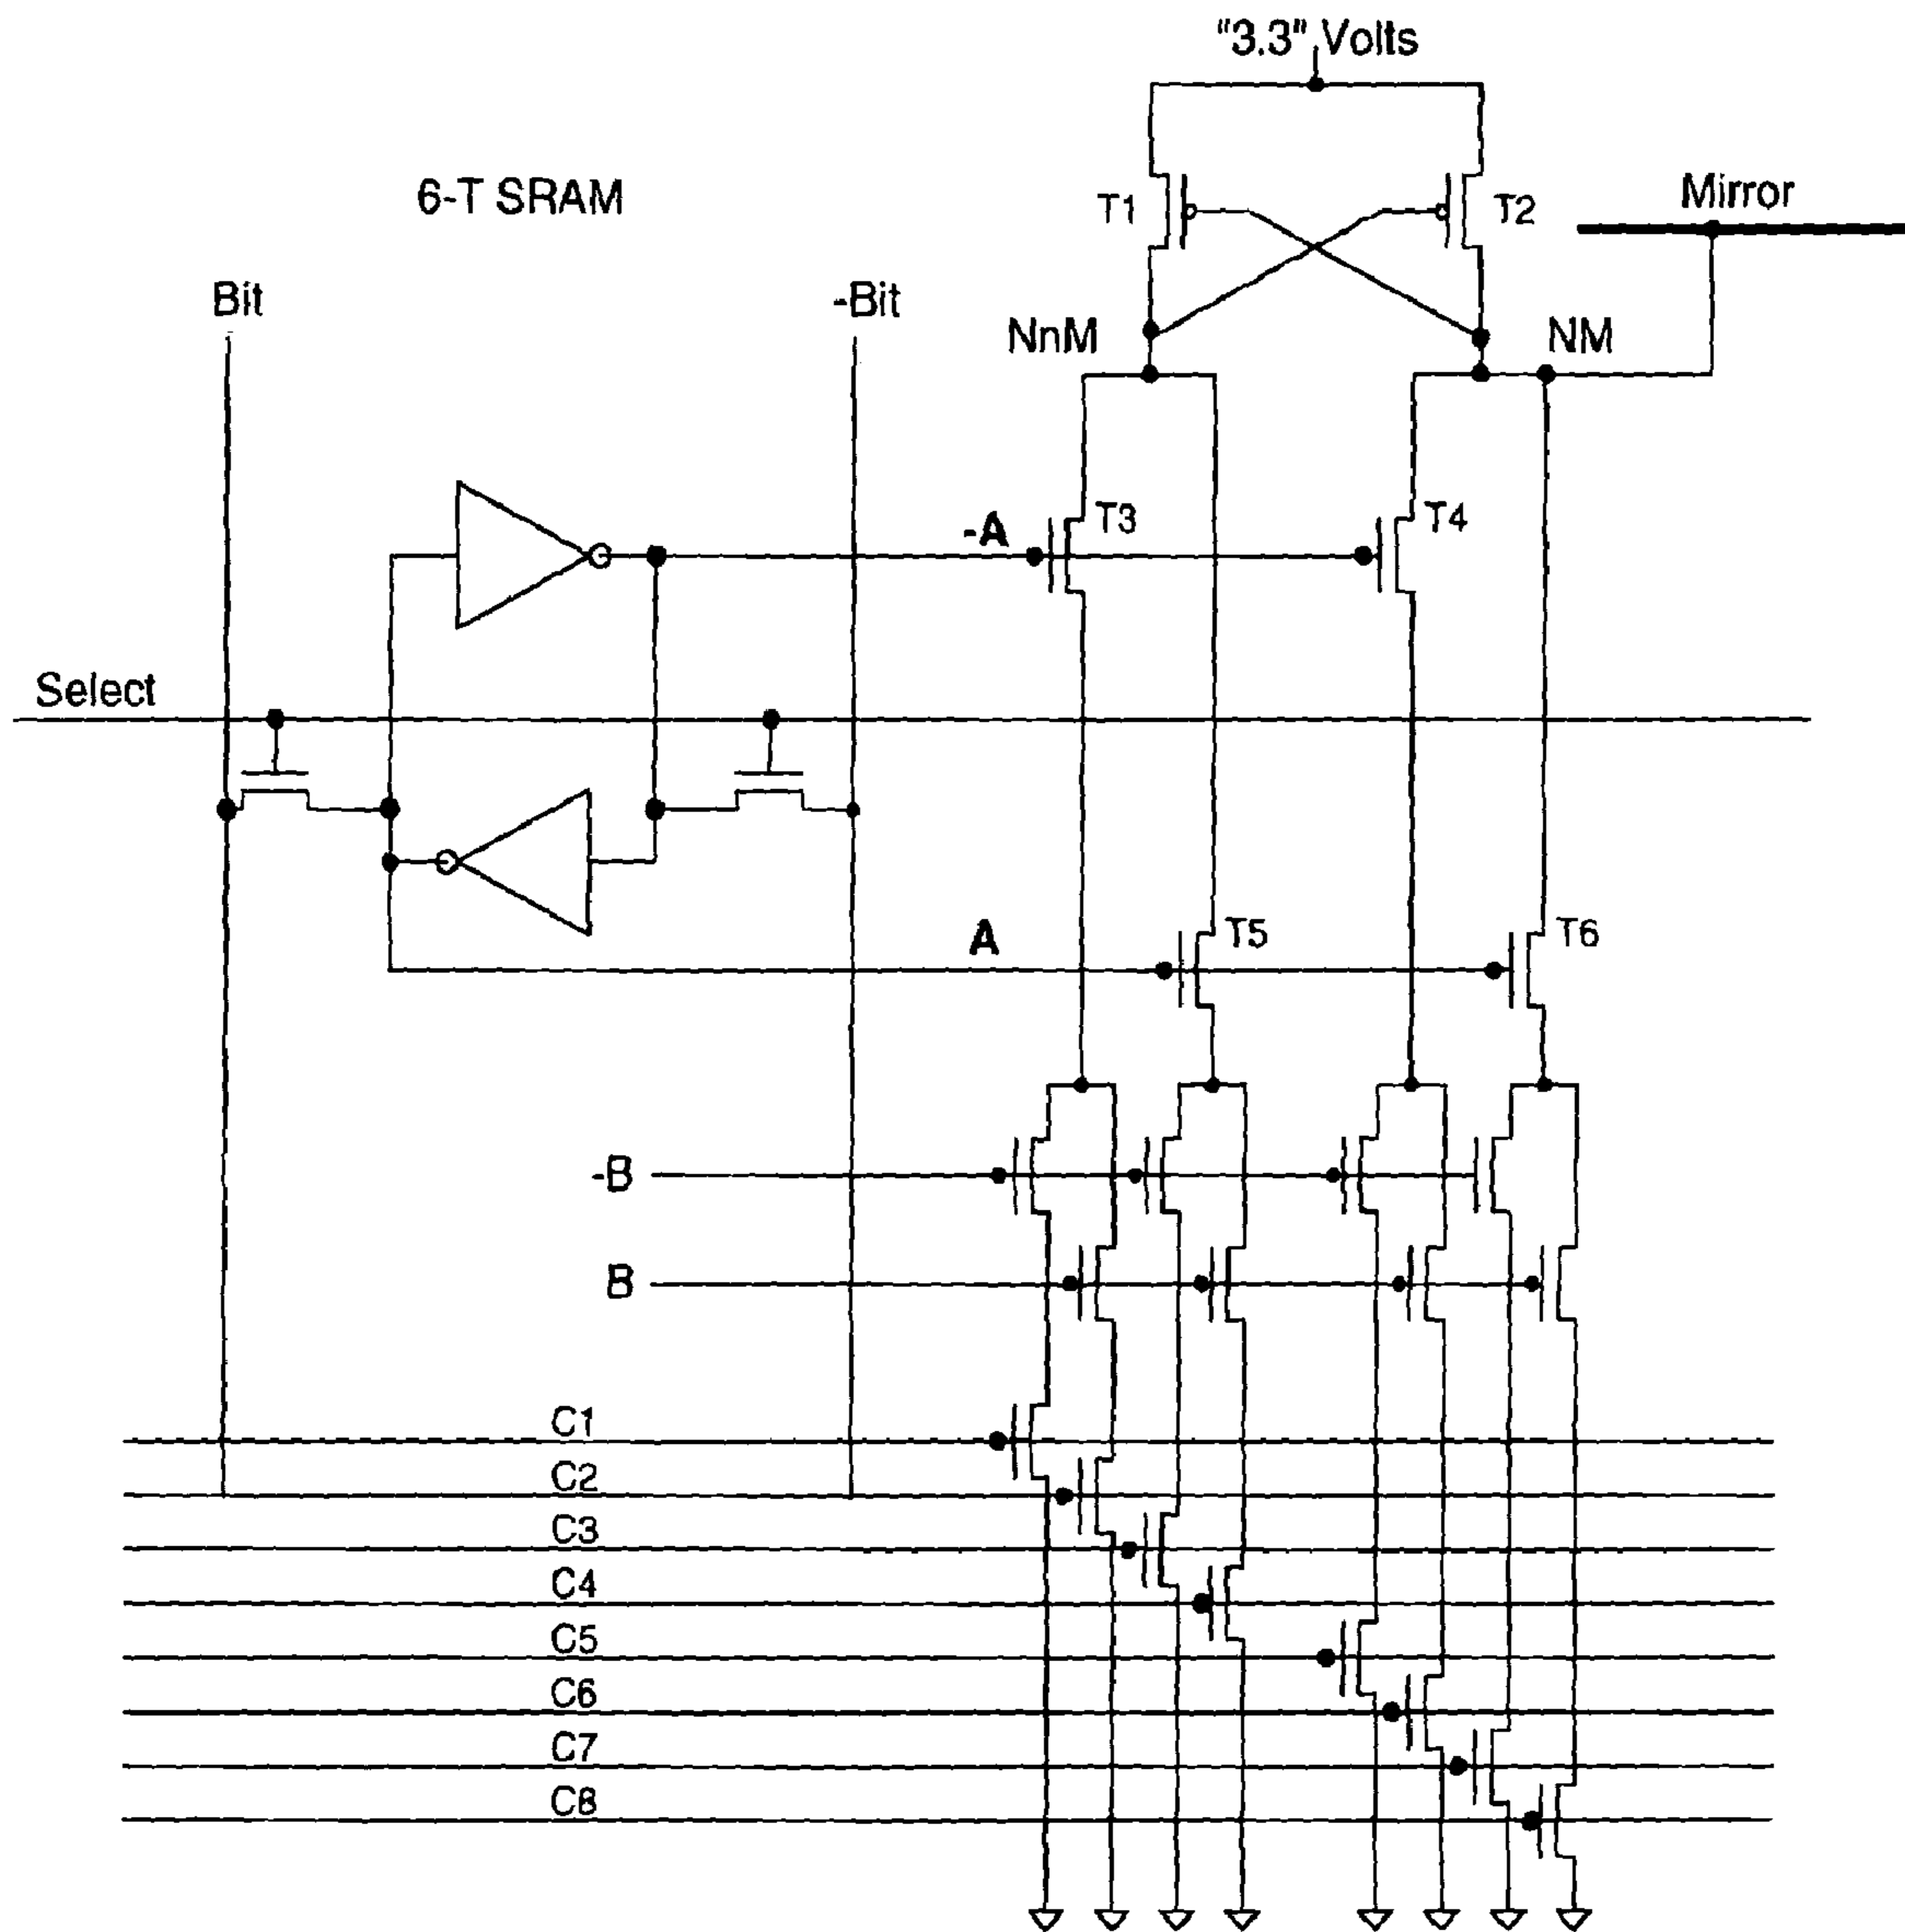 "3.3" Volts
6-T SRAM
T1
T2
Mirror
Bit
-Bit
NnM
NM
-A
T3
T4
Select
A
T5
T6
-B
B
C1
C2
C3
C4
C5
C6
C7
C8